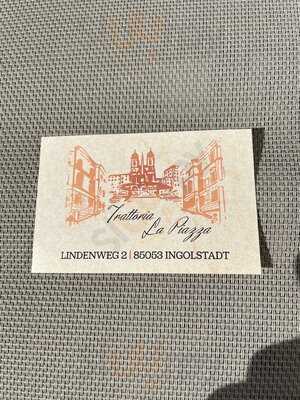 Trattoria
La Piazza
LINDENWEG 2 | 85053 INGOLSTADT